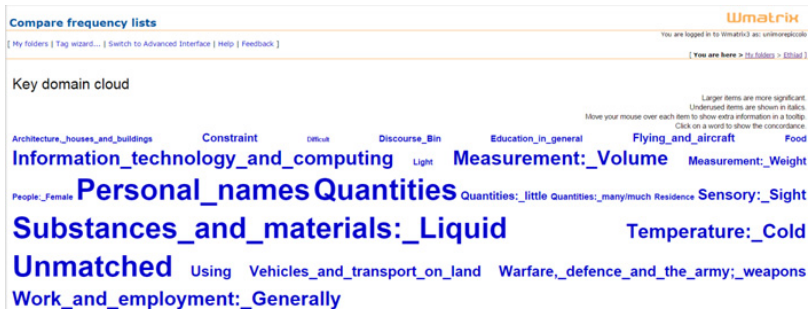 Compare frequency lists
Wmatrix
You are logged in to Wmatrix3 as: unimorepiccolo
[ My folders | Tag wizard... | Switch to Advanced Interface | Help | Feedback ]
[ You are here > My folders > Ethiad ]
Key domain cloud
Larger items are more significant.
Underused items are shown in italics.
Move your mouse over each item to show extra information in a tooltip
Click on a word to show the concordance.
Architecture,_houses_and_buildings Constraint Difficult Discourse_Bin Education_in_general Flying_and_aircraft Food
Information_technology_and_computing Light Measurement:_Volume Measurement:_Weight
People:_Female Personal_names Quantities Quantities:_little Quantities:_many/much Residence Sensory:_Sight
Substances_and_materials:_Liquid Temperature:_Cold
Unmatched Using Vehicles_and_transport_on_land Warfare,_defence_and_the_army;_weapons
Work_and_employment:_Generally